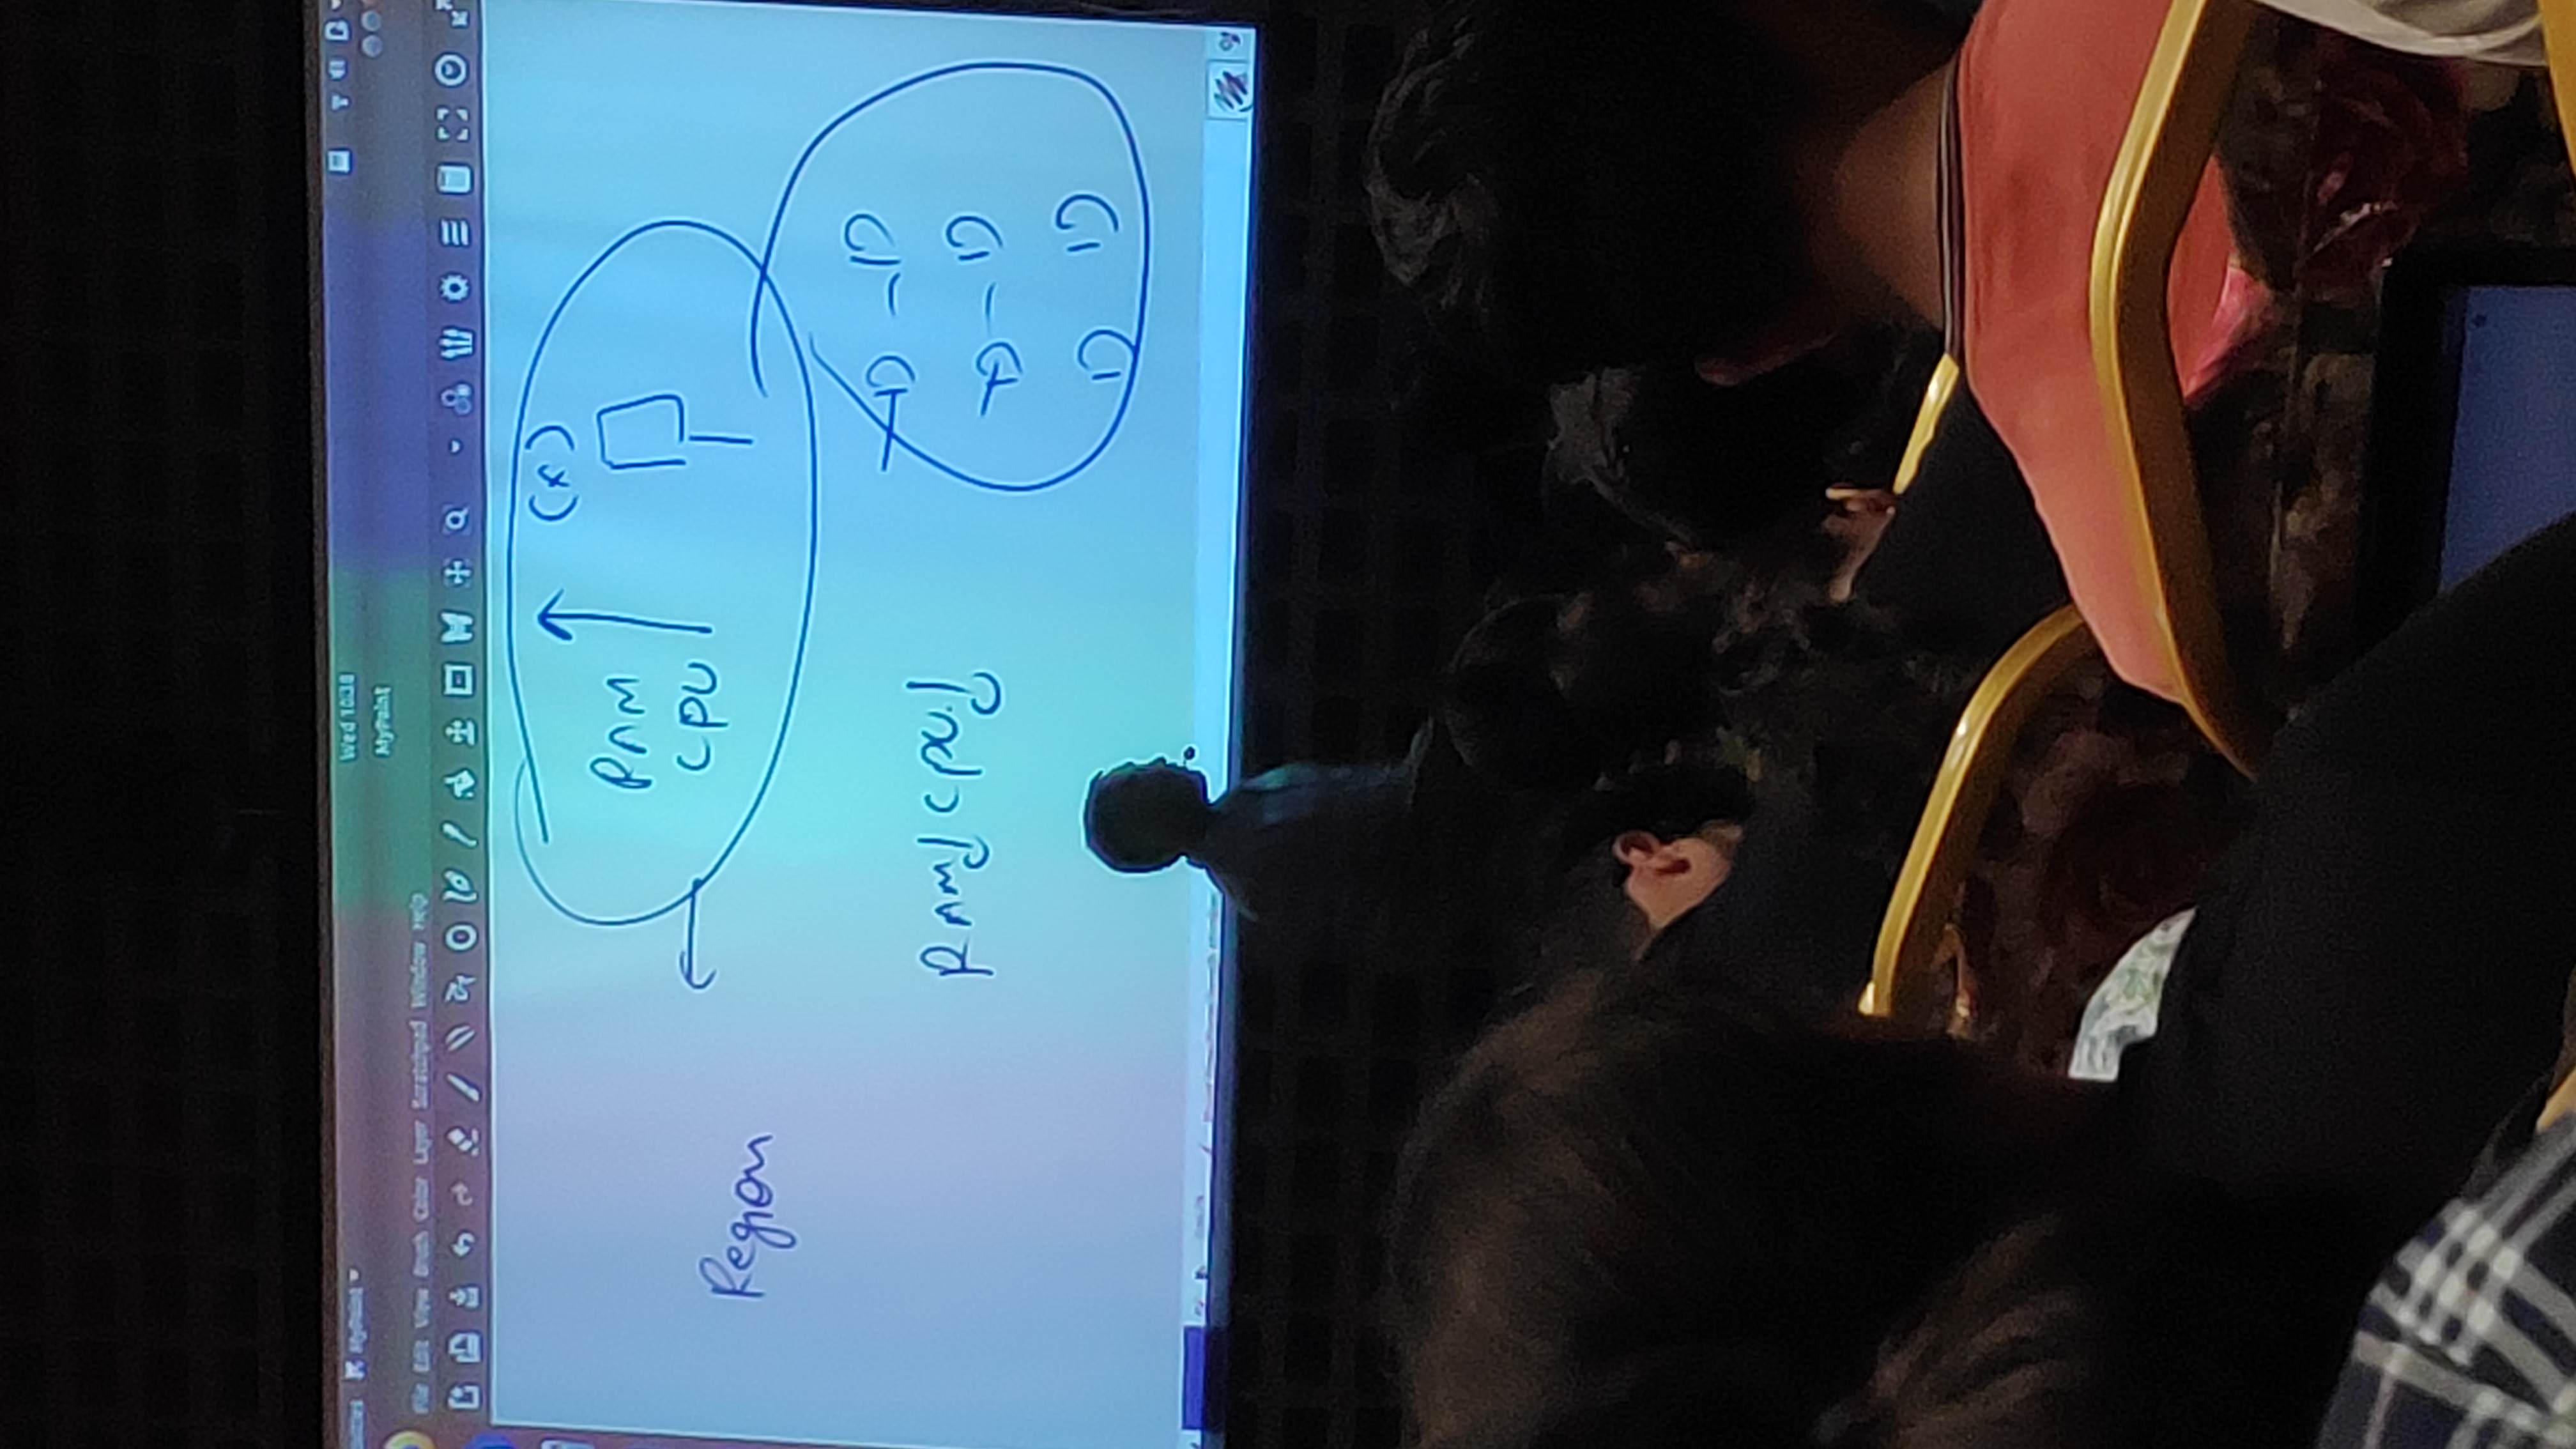 MyPaint
Wed 10:38
MyPaint
File Edit View Brush Color Layer Scratchpad Window Help
(x)
RAM
CPU
Region
D D
RAM CPU
D D
D D